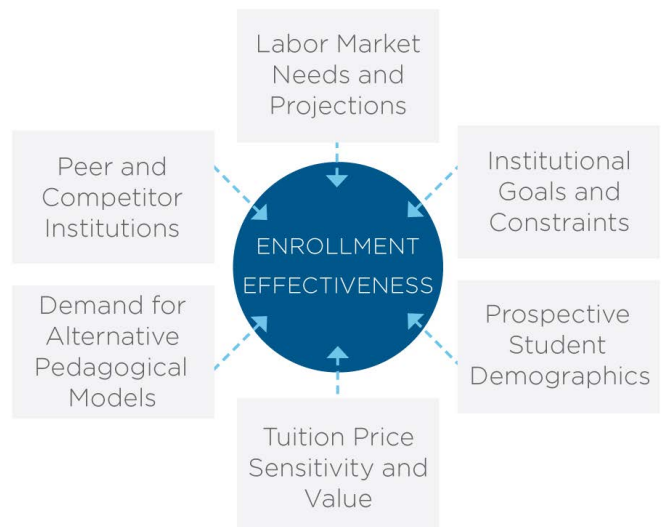 Labor Market
Needs and
Projections
Peer and
Competitor
Institutions
Institutional
Goals and
Constraints
ENROLLMENT
EFFECTIVENESS
Demand for
Alternative
Pedagogical
Models
Prospective
Student
Demographics
Tuition Price
Sensitivity and
Value